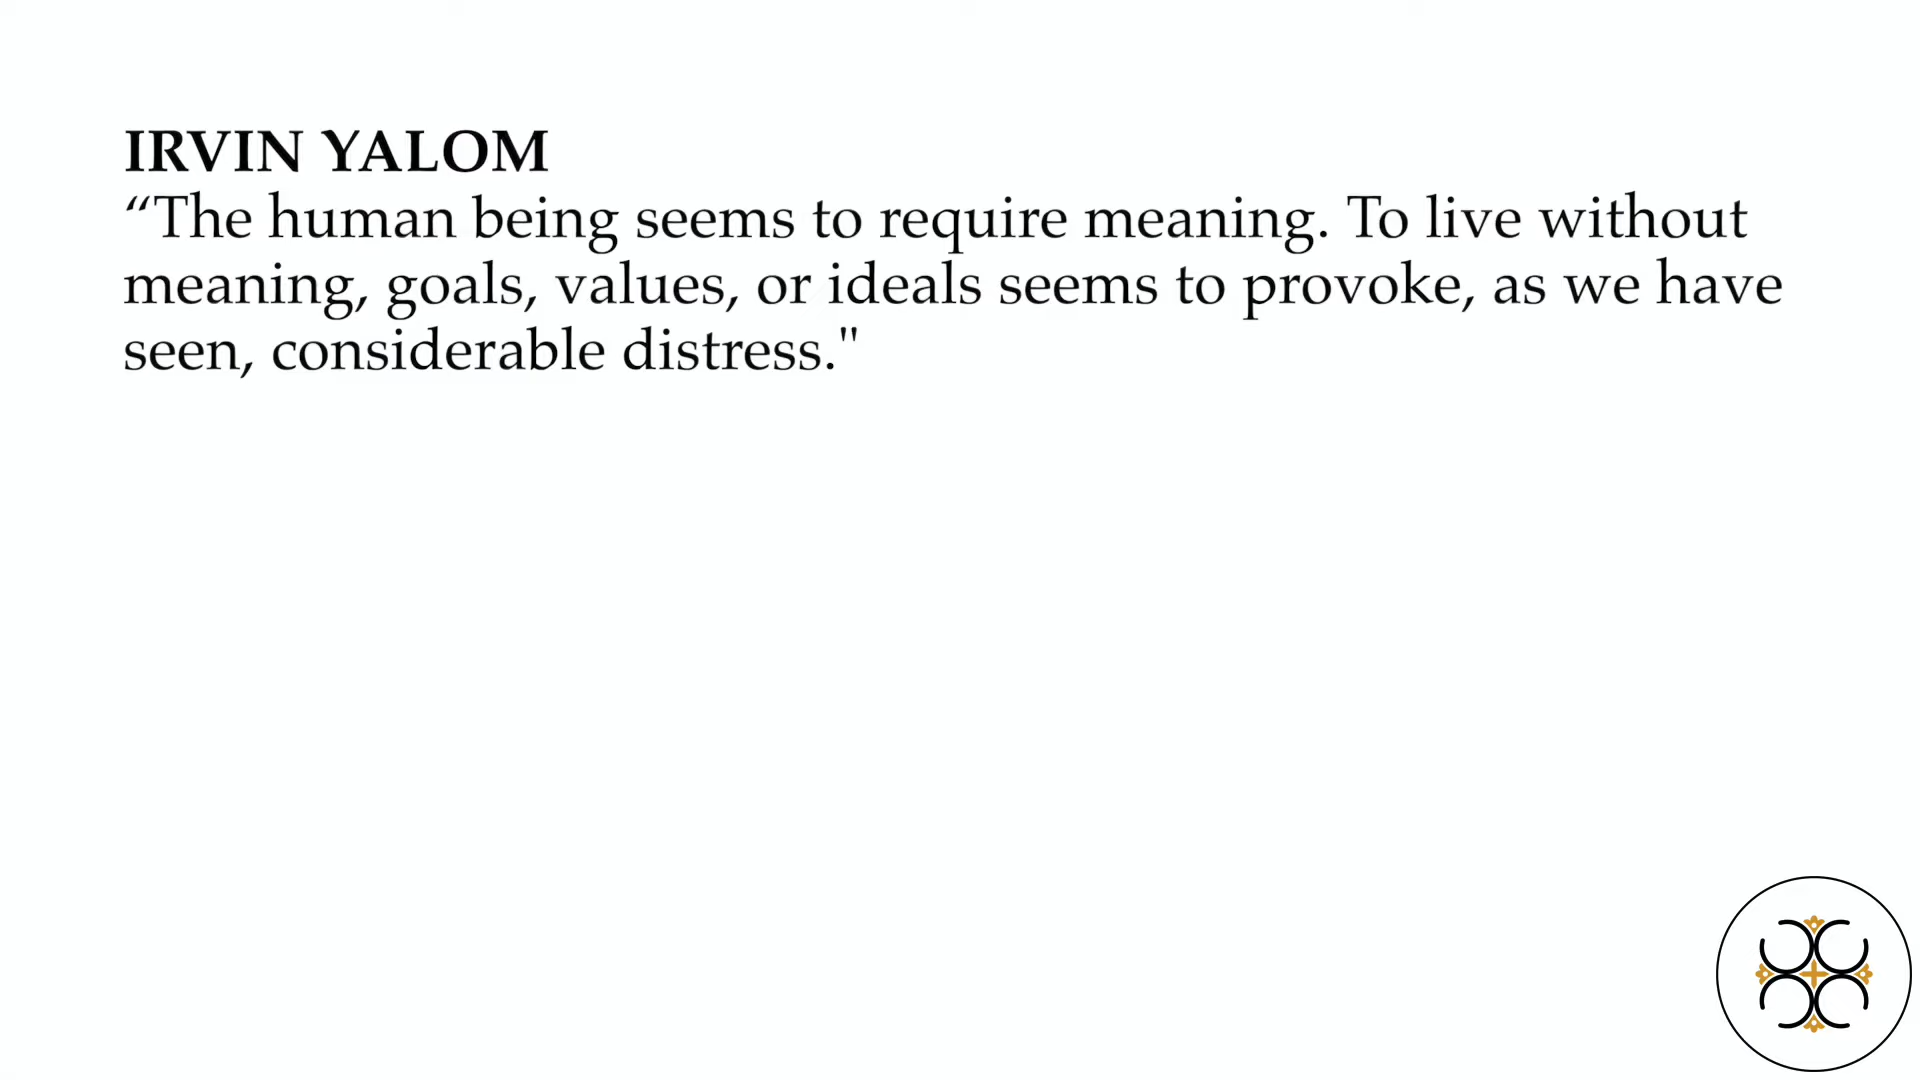 IRVIN YALOM
“The human being seems to require meaning. To live without
meaning, goals, values, or ideals seems to provoke, as we have
seen, considerable distress."